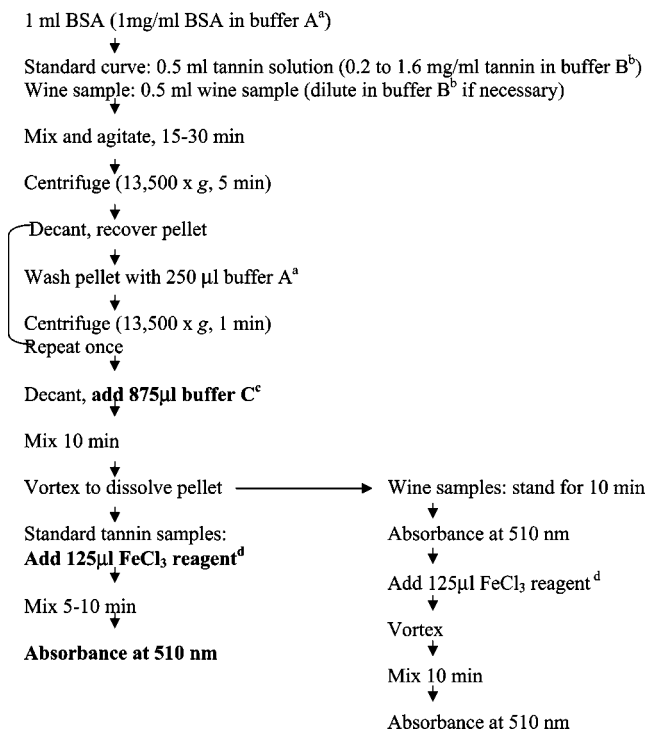 1 ml BSA (1mg/ml BSA in buffer Aᵃ)
Standard curve: 0.5 ml tannin solution (0.2 to 1.6 mg/ml tannin in buffer Bᵇ)
Wine sample: 0.5 ml wine sample (dilute in buffer Bᵇ if necessary)
Mix and agitate, 15-30 min
Centrifuge (13,500 x g, 5 min)
Decant, recover pellet
Wash pellet with 250 µl buffer Aᵃ
Centrifuge (13,500 x g, 1 min)
Repeat once
Decant, add 875µl buffer Cᶜ
Mix 10 min
Vortex to dissolve pellet
Standard tannin samples:
Add 125µl FeCl₃ reagentᵈ
Mix 5-10 min
Absorbance at 510 nm
Wine samples: stand for 10 min
Absorbance at 510 nm
Add 125µl FeCl₃ reagent ᵈ
Vortex
Mix 10 min
Absorbance at 510 nm